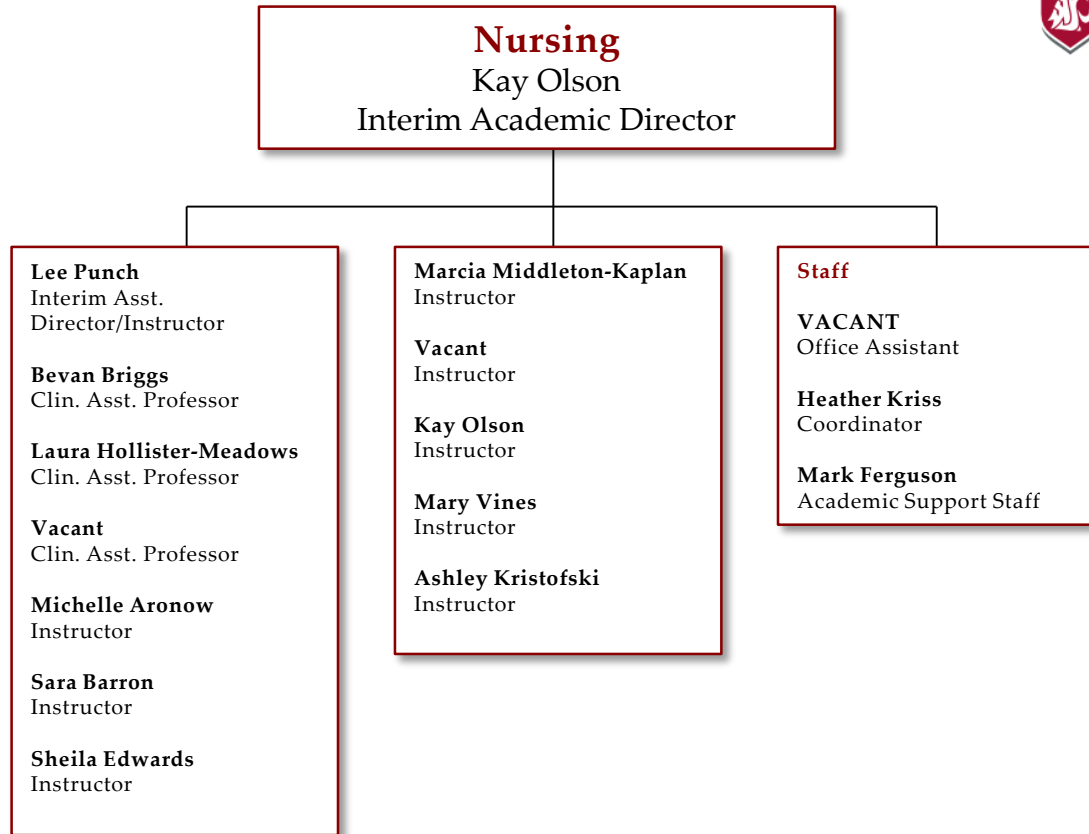 Nursing
Kay Olson
Interim Academic Director
Lee Punch
Interim Asst.
Director/Instructor
Bevan Briggs
Clin. Asst. Professor
Laura Hollister-Meadows
Clin. Asst. Professor
Vacant
Clin. Asst. Professor
Michelle Aronow
Instructor
Sara Barron
Instructor
Sheila Edwards
Instructor
Marcia Middleton-Kaplan
Instructor
Vacant
Instructor
Kay Olson
Instructor
Mary Vines
Instructor
Ashley Kristofski
Instructor
Staff
VACANT
Office Assistant
Heather Kriss
Coordinator
Mark Ferguson
Academic Support Staff